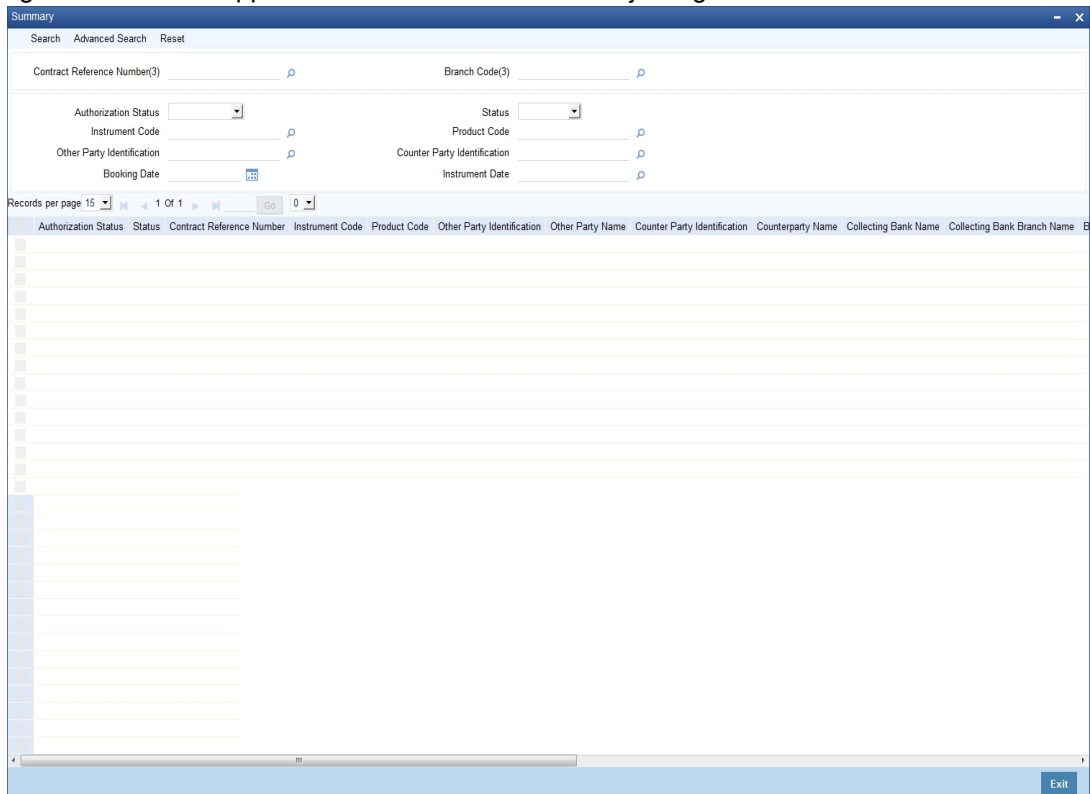 Summary
Search Advanced Search Reset
Contract Reference Number(3) Branch Code(3)
Authorization Status Status
Instrument Code Product Code
Other Party Identification Counter Party Identification
Booking Date Instrument Date
Records per page 15 1 Of 1 Go 0
Authorization Status Status Contract Reference Number Instrument Code Product Code Other Party Identification Other Party Name Counter Party Identification Counterparty Name Collecting Bank Name Collecting Bank Branch Name B
Exit